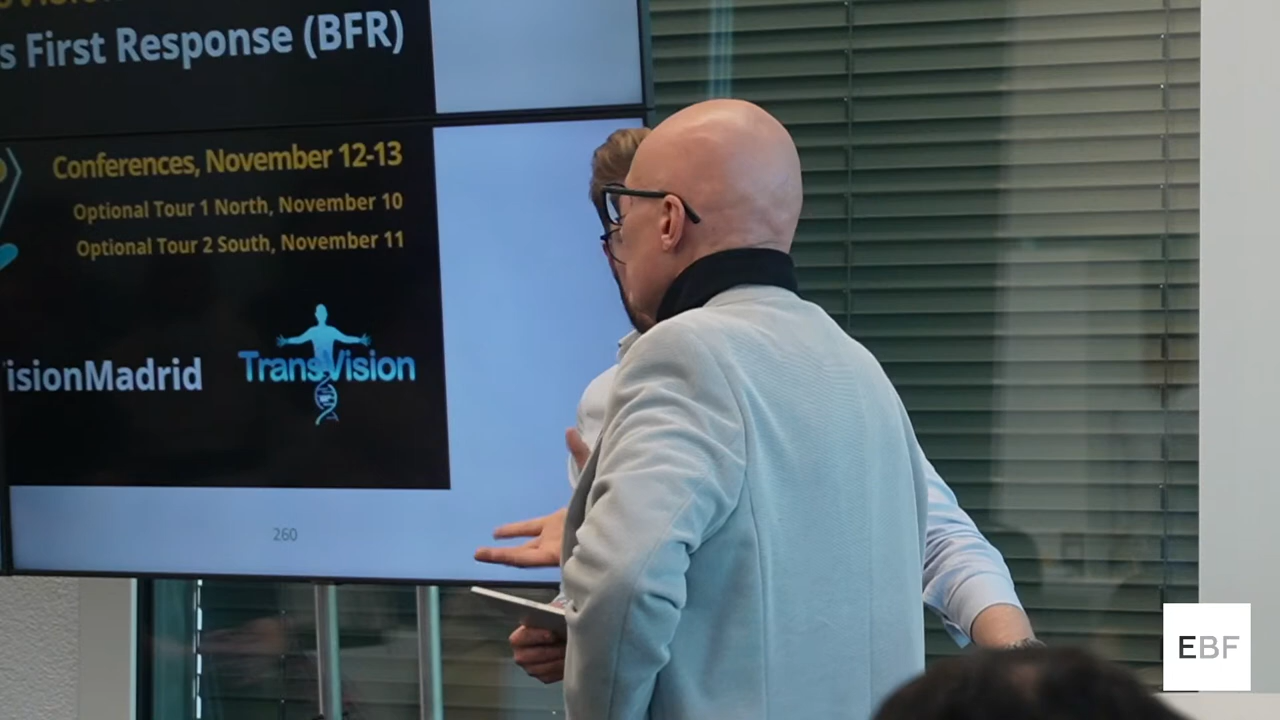 s First Response (BFR)
Conferences, November 12-13
Optional Tour 1 North, November 10
Optional Tour 2 South, November 11
isionMadrid
TransVision
260
EBF